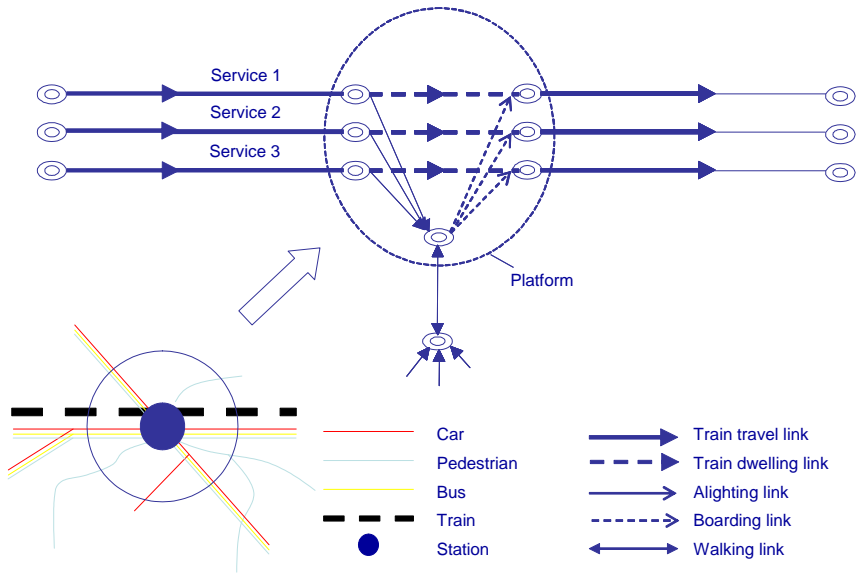 Service 1
Service 2
Service 3
Platform
Car
Pedestrian
Bus
Train
Station
Train travel link
Train dwelling link
Alighting link
Boarding link
Walking link